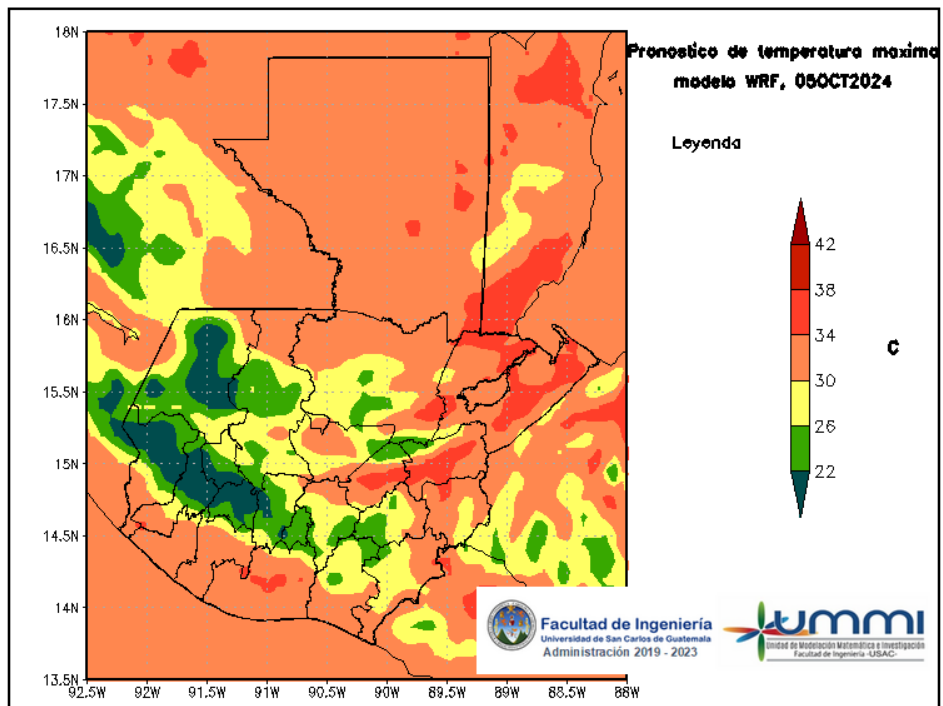 Pronostico de temperatura maxima
modelo WRF, 05OCT2024
Leyenda
42
38
34
30
26
22
C
18N
17.5N
17N
16.5N
16N
15.5N
15N
14.5N
14N
13.5N
92.5W
92W
91.5W
91W
90.5W
90W
89.5W
89W
88.5W
88W
Facultad de Ingeniería
Universidad de San Carlos de Guatemala
Administración 2019 - 2023
ummi
Unidad de Modelación Matemática e Investigación
Facultad de Ingeniería -USAC-